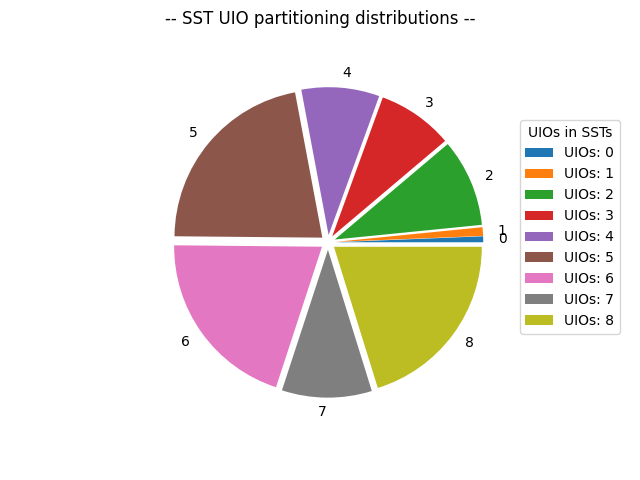 -- SST UIO partitioning distributions --
4
3
5
2
1
0
6
8
7
UIOs in SSTs
UIOs: 0
UIOs: 1
UIOs: 2
UIOs: 3
UIOs: 4
UIOs: 5
UIOs: 6
UIOs: 7
UIOs: 8